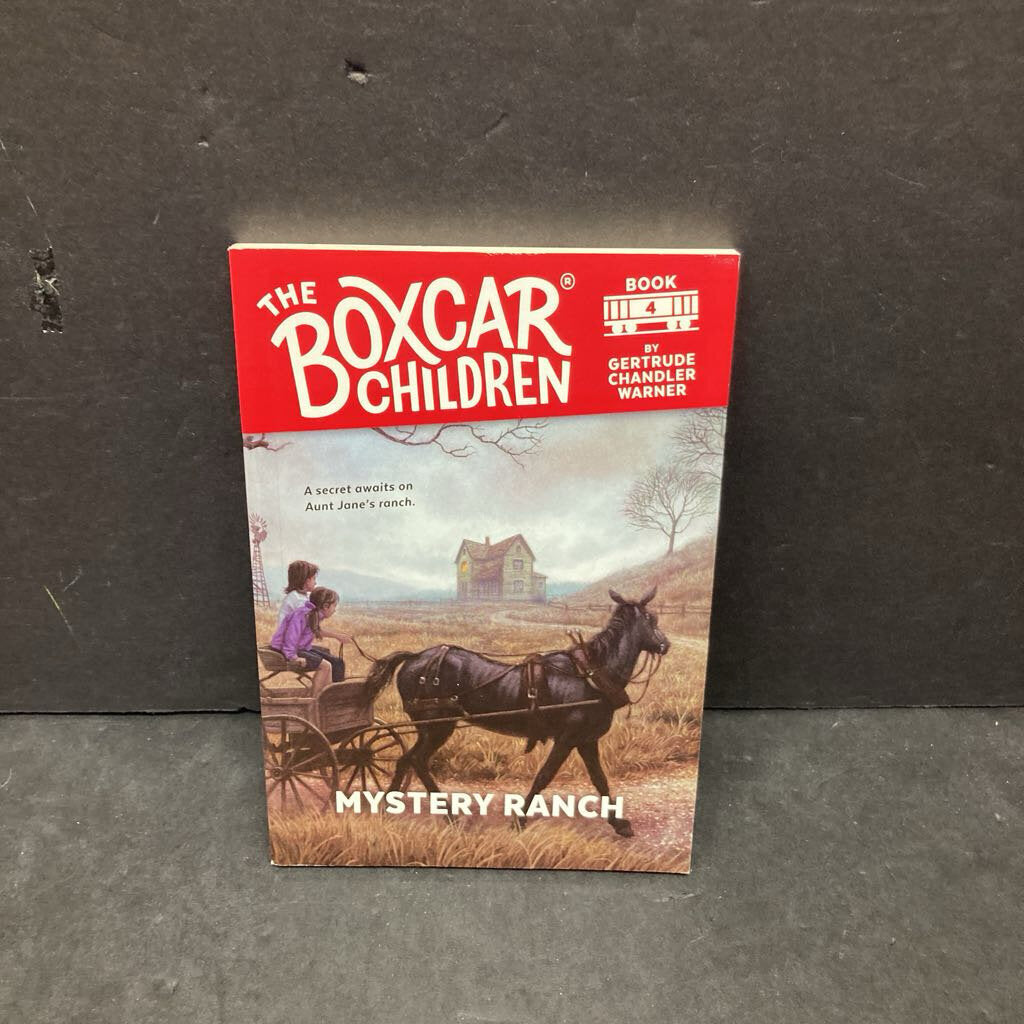 THE
BOXCAR®
CHILDREN
BOOK
4
BY
GERTRUDE
CHANDLER
WARNER
A secret awaits on
Aunt Jane's ranch.
MYSTERY RANCH